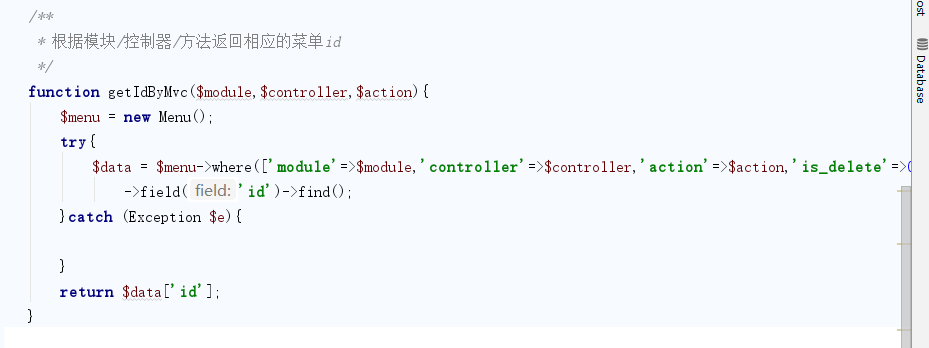 /**
* 根据模块/控制器/方法返回相应的菜单id
*/
function getIdByMvc($module,$controller,$action){
$menu = new Menu();
try{
$data = $menu->where(['module'=>$module,'controller'=>$controller,'action'=>$action,'is_delete'=>0
->field( field: 'id')->find();
}catch (Exception $e){
}
return $data['id'];
}
ost
Database